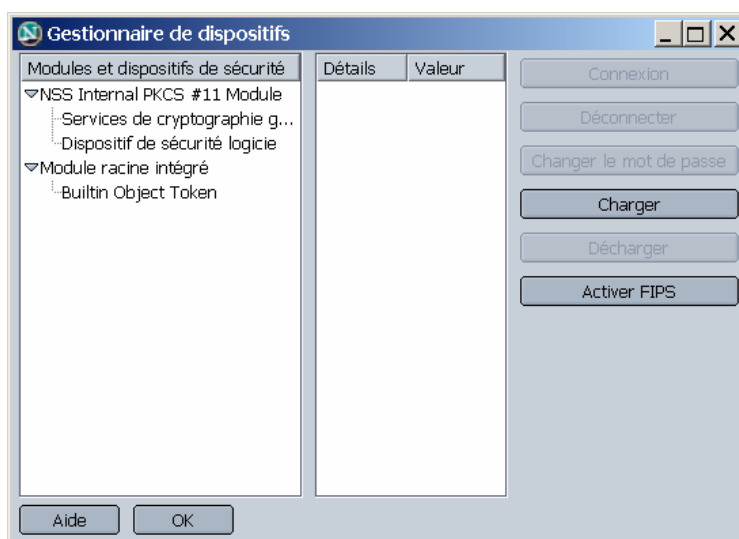 Gestionnaire de dispositifs
Modules et dispositifs de sécurité
Détails
Valeur
NSS Internal PKCS #11 Module
Services de cryptographie g...
Dispositif de sécurité logicie
Module racine intégré
Builtin Object Token
Connexion
Déconnecter
Changer le mot de passe
Charger
Décharger
Activer FIPS
Aide
OK